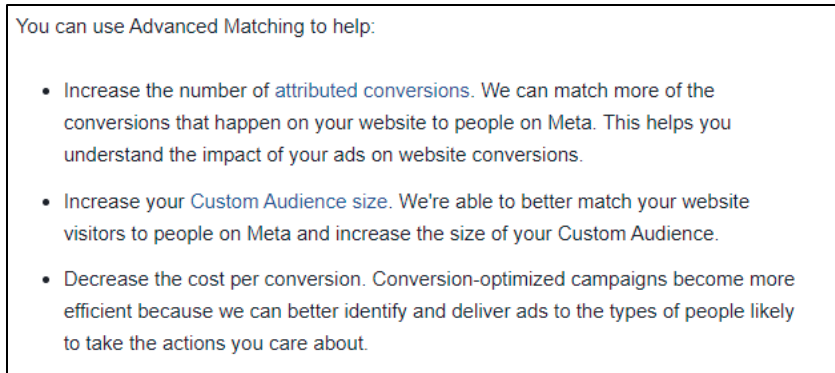 You can use Advanced Matching to help:
• Increase the number of attributed conversions. We can match more of the
conversions that happen on your website to people on Meta. This helps you
understand the impact of your ads on website conversions.
• Increase your Custom Audience size. We're able to better match your website
visitors to people on Meta and increase the size of your Custom Audience.
• Decrease the cost per conversion. Conversion-optimized campaigns become more
efficient because we can better identify and deliver ads to the types of people likely
to take the actions you care about.